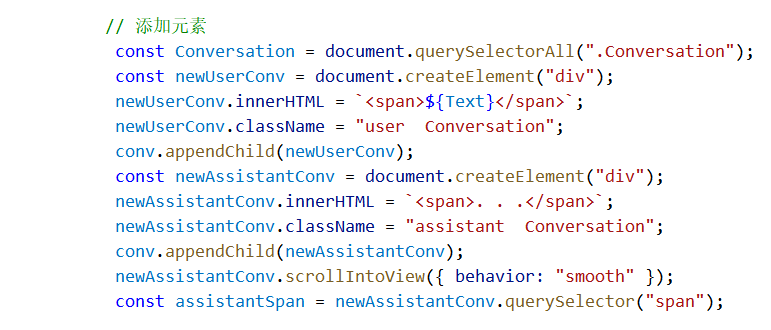 // 添加元素
const Conversation = document.querySelectorAll(".Conversation");
const newUserConv = document.createElement("div");
newUserConv.innerHTML = `<span>${Text}</span>`;
newUserConv.className = "user  Conversation";
conv.appendChild(newUserConv);
const newAssistantConv = document.createElement("div");
newAssistantConv.innerHTML = `<span>. . .</span>`;
newAssistantConv.className = "assistant  Conversation";
conv.appendChild(newAssistantConv);
newAssistantConv.scrollIntoView({ behavior: "smooth" });
const assistantSpan = newAssistantConv.querySelector("span");